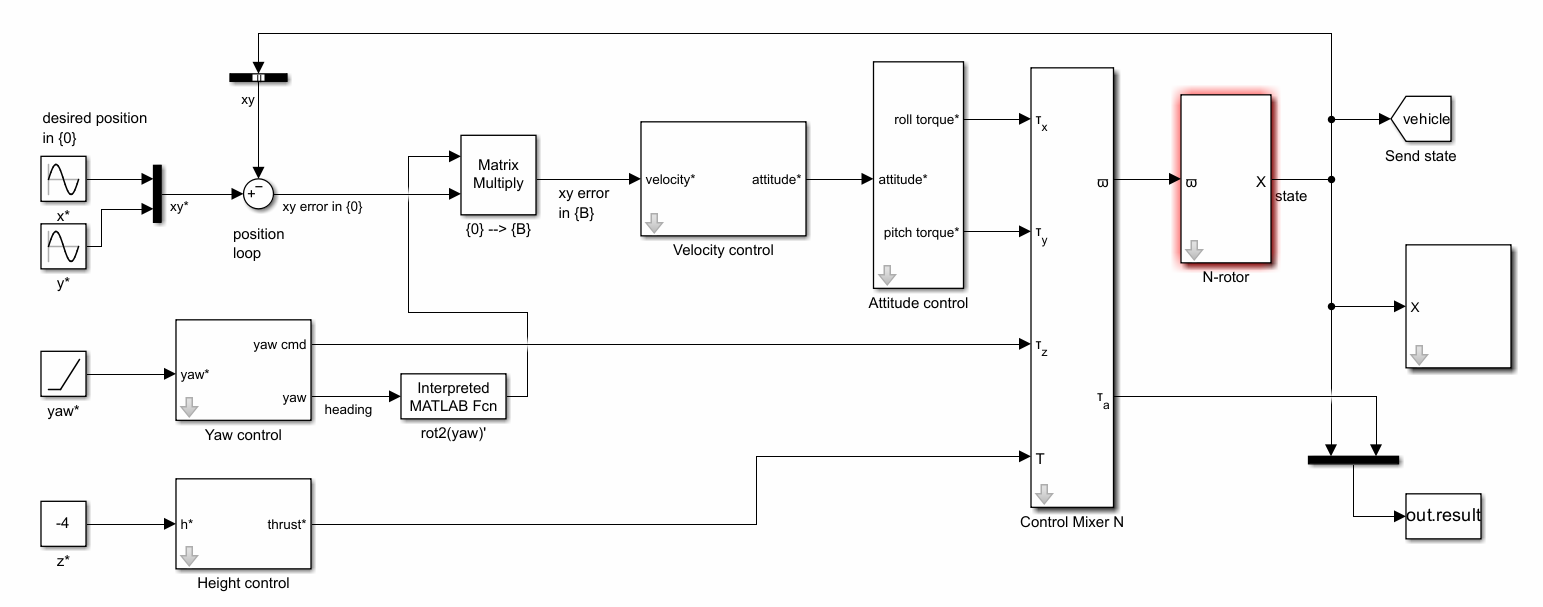 desired position
in {0}
x*
y*
xy*
xy
+
−
position
loop
xy error in {0}
Matrix
Multiply
{0} --> {B}
xy error
in {B}
velocity*
attitude*
Velocity control
attitude*
roll torque*
pitch torque*
Attitude control
τx
τy
τz
T
ϖ
τa
Control Mixer N
ϖ
X
N-rotor
state
vehicle
Send state
X
out.result
yaw*
yaw*
yaw cmd
yaw
Yaw control
heading
Interpreted
MATLAB Fcn
rot2(yaw)'
-4
z*
h*
thrust*
Height control